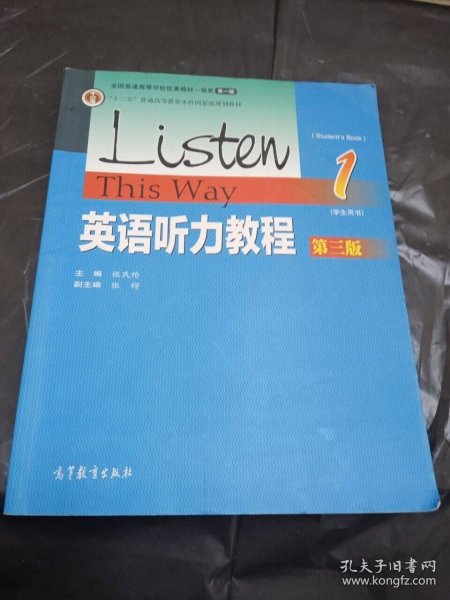 全国普通高等学校优秀教材一等奖 第一版
"十二五"普通高等教育本科国家级规划教材
Listen
(Student's Book)
This Way
1
(学生用书)
英语听力教程
第三版
主 编 张民伦
副主编 张 锷
高等教育出版社
孔夫子旧书网
www.kongfz.com